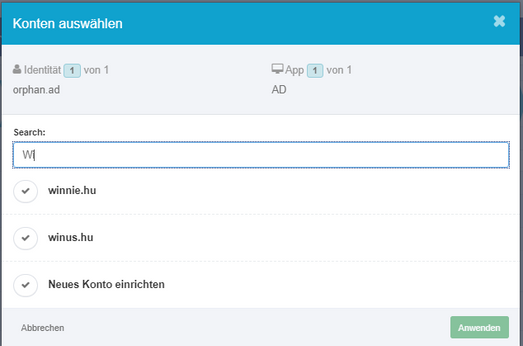 Konten auswählen
Identität 1 von 1
App 1 von 1
orphan.ad
AD
Search:
Wi
winnie.hu
winus.hu
Neues Konto einrichten
Abbrechen
Anwenden